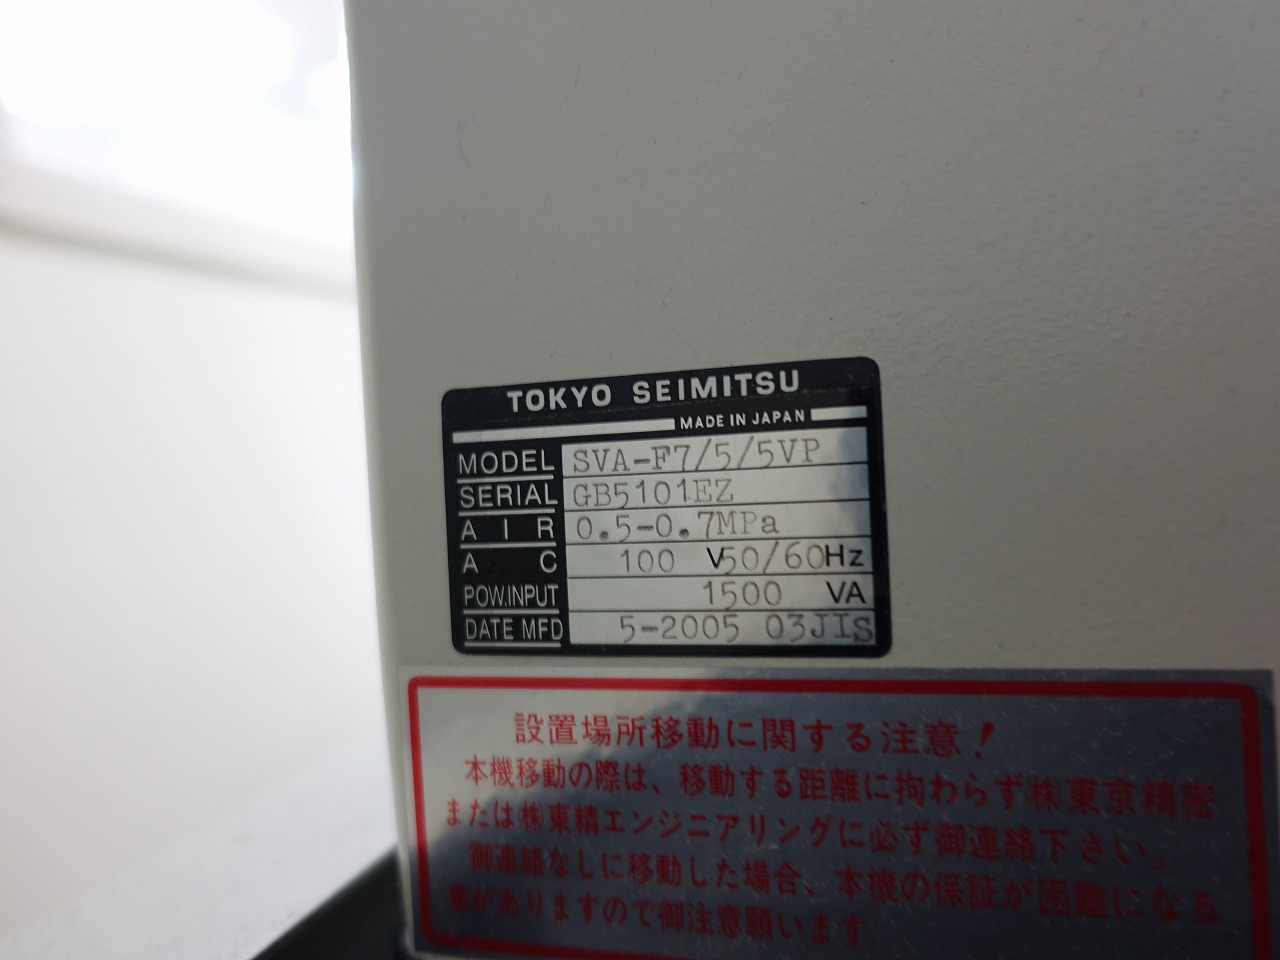 TOKYO SEIMITSU
MADE IN JAPAN
MODEL SVA-F7/5/5VP
SERIAL GB5101EZ
AIR 0.5-0.7MPa
AC 100 V50/60Hz
POW.INPUT 1500 VA
DATE MFD 5-2005 03JIS
設置場所移動に関する注意!
本機移動の際は、移動する距離に拘わらず㈱東京精密
または㈱東精エンジニアリングに必ず御連絡下さい。
御連絡なしに移動した場合、本機の保証が困難になる
事がありますので御注意願います。